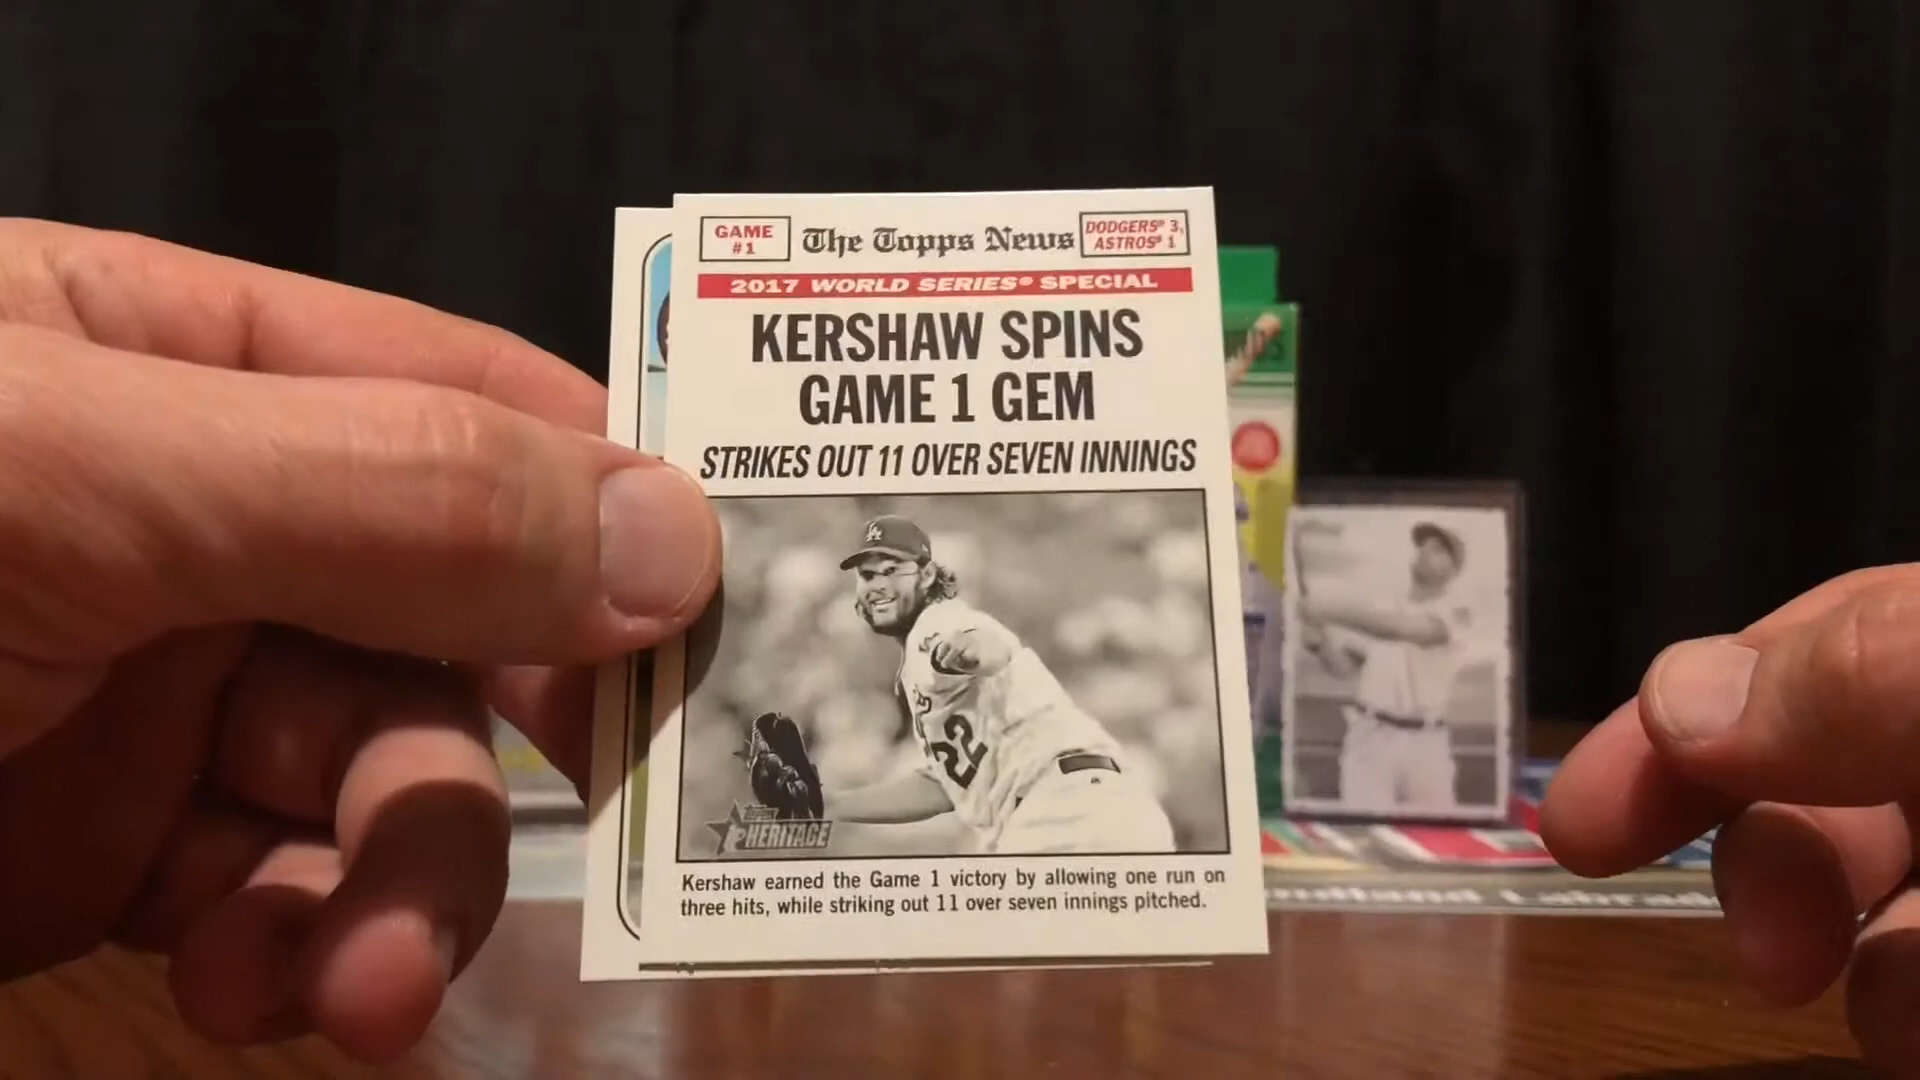 GAME
#1
The Topps News
DODGERS® 3,
ASTROS® 1
2017 WORLD SERIES® SPECIAL
KERSHAW SPINS
GAME 1 GEM
STRIKES OUT 11 OVER SEVEN INNINGS
LA
22
Topps
HERITAGE
Kershaw earned the Game 1 victory by allowing one run on
three hits, while striking out 11 over seven innings pitched.